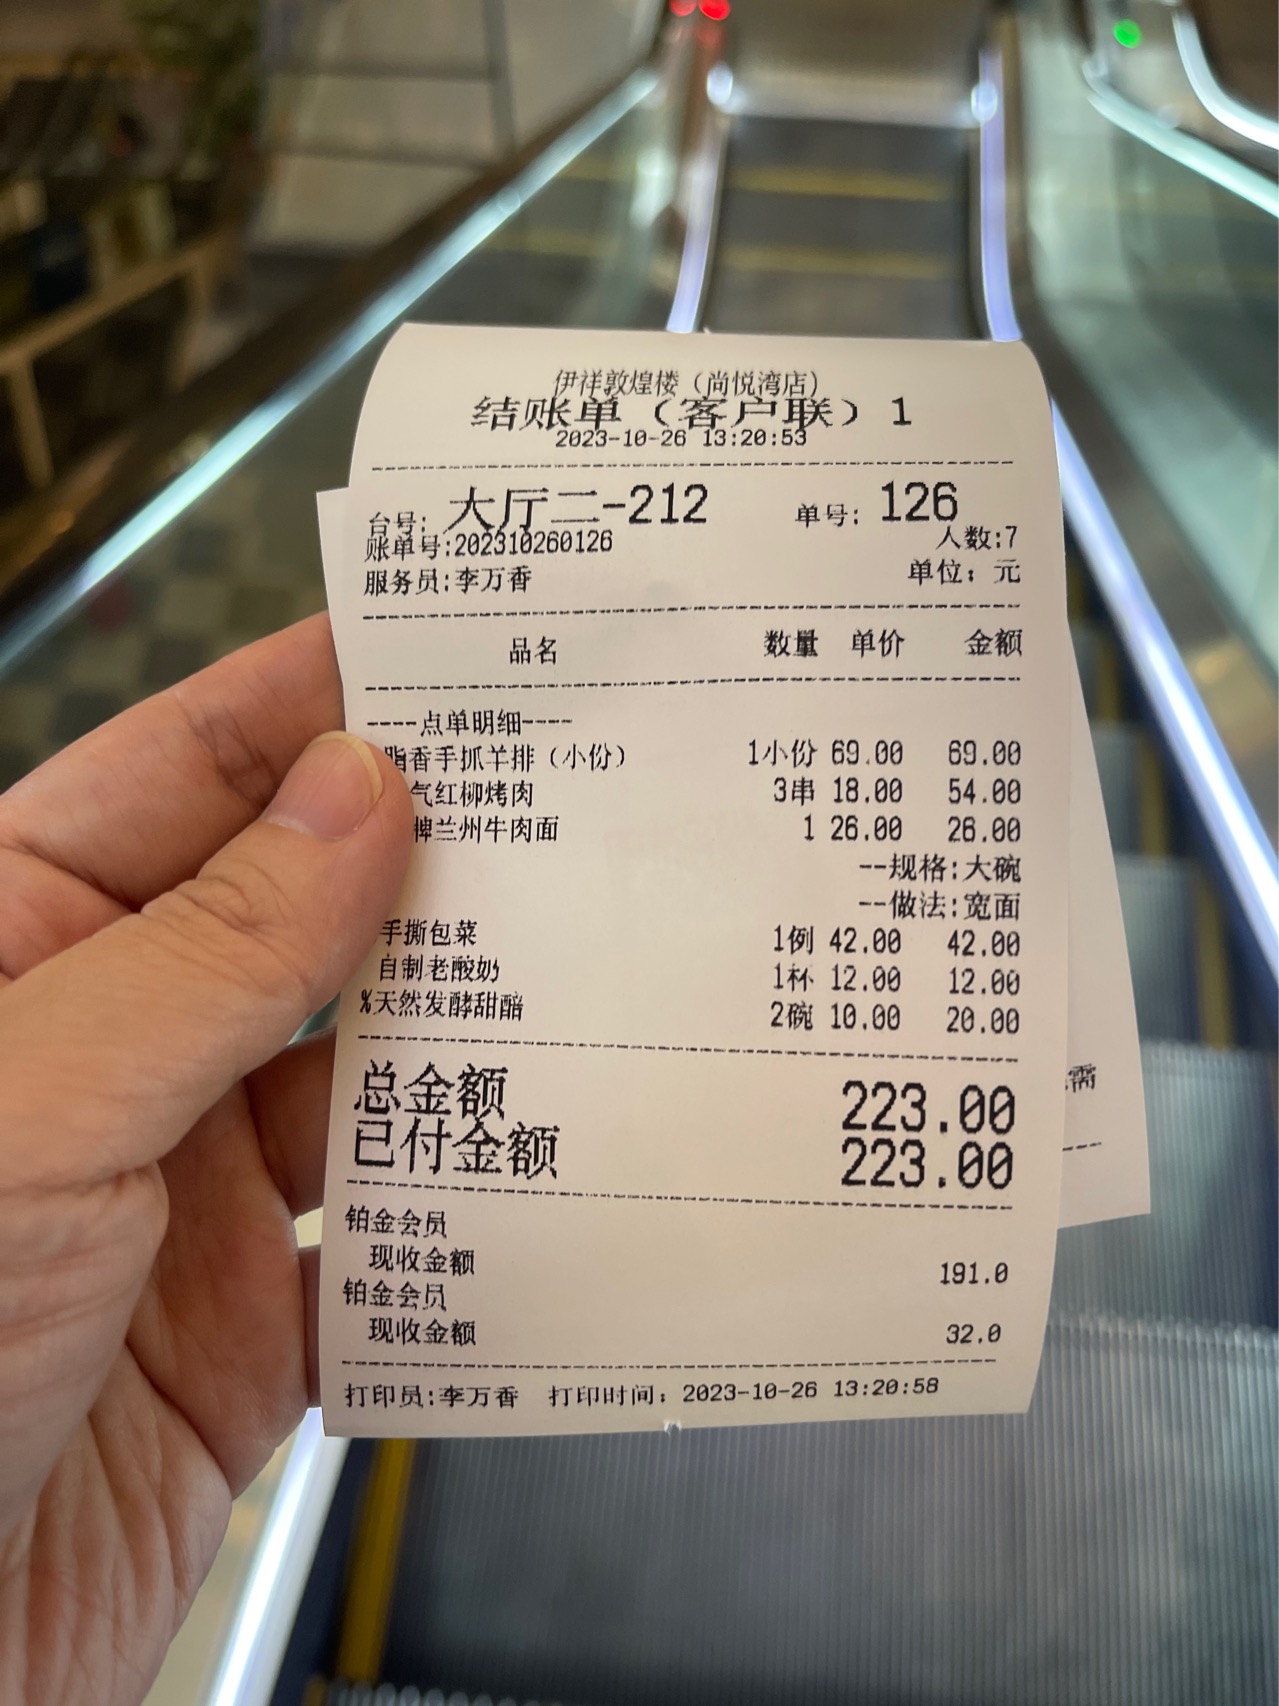 伊祥敦煌楼（尚悦湾店）
结账单（客户联）1
2023-10-26 13:20:53
台号: 大厅二-212 单号: 126
账单号:202310260126 人数:7
服务员:李万香 单位: 元
品名 数量 单价 金额
----点单明细----
脂香手抓羊排（小份） 1小份 69.00 69.00
气红柳烤肉 3串 18.00 54.00
牌兰州牛肉面 1 26.00 26.00
--规格:大碗
--做法:宽面
手撕包菜 1例 42.00 42.00
自制老酸奶 1杯 12.00 12.00
%天然发酵甜醅 2碗 10.00 20.00
总金额 223.00
已付金额 223.00
铂金会员
现收金额 191.0
铂金会员
现收金额 32.0
打印员:李万香 打印时间: 2023-10-26 13:20:58
需